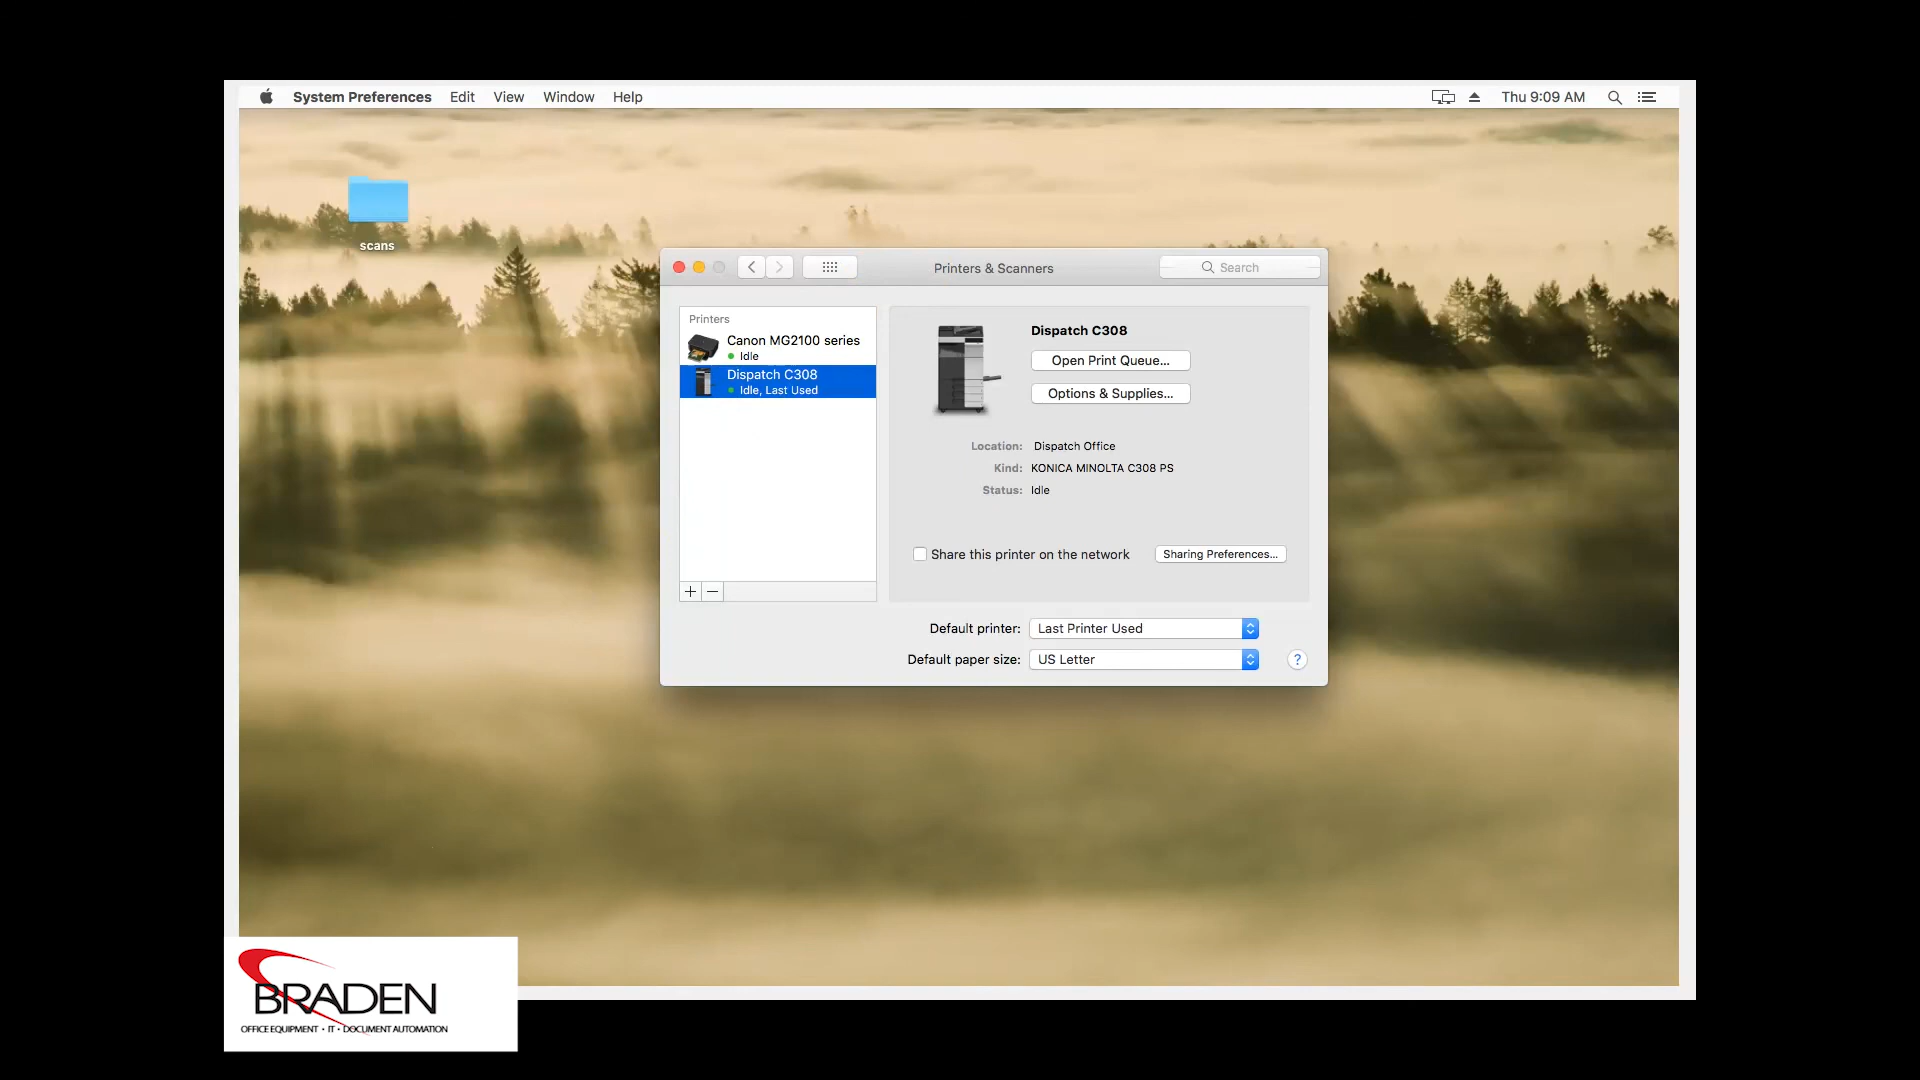 System Preferences Edit View Window Help Thu 9:09 AM
scans
Printers & Scanners Search
Printers
Canon MG2100 series
Idle
Dispatch C308
Idle, Last Used
Dispatch C308
Open Print Queue...
Options & Supplies...
Location: Dispatch Office
Kind: KONICA MINOLTA C308 PS
Status: Idle
Share this printer on the network Sharing Preferences...
Default printer: Last Printer Used
Default paper size: US Letter ?
BRADEN
OFFICE EQUIPMENT • IT • DOCUMENT AUTOMATION